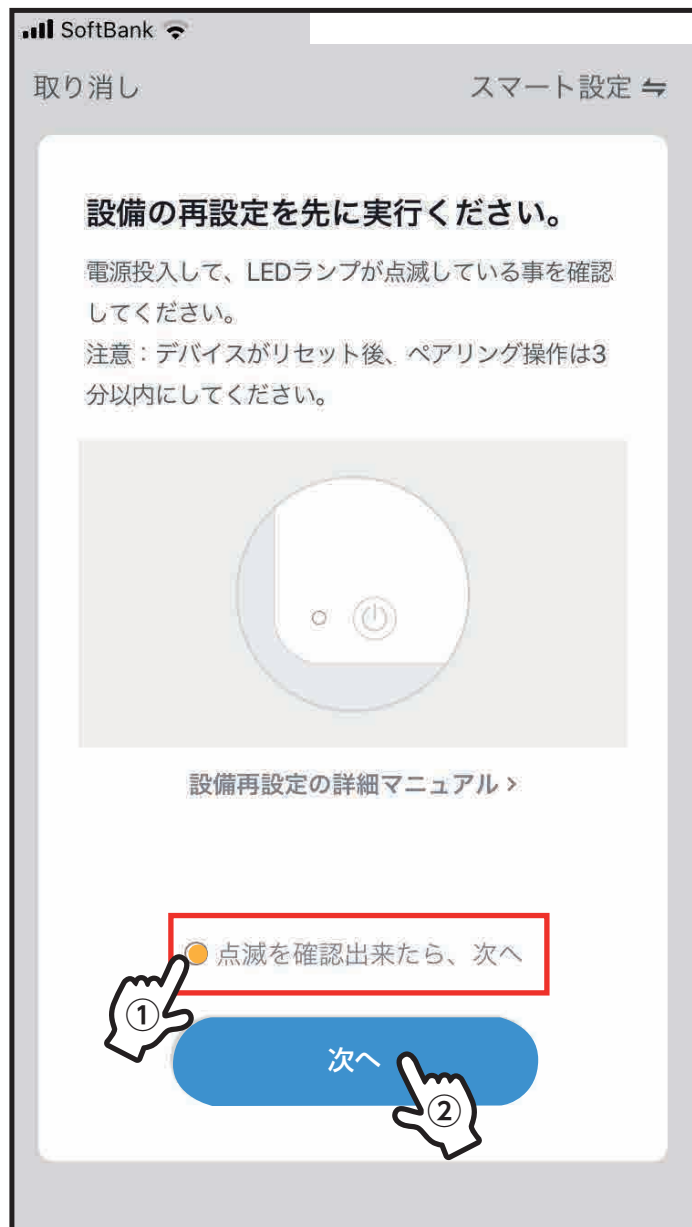 SoftBank
取り消し
スマート設定
設備の再設定を先に実行ください。
電源投入して、LEDランプが点滅している事を確認
してください。
注意：デバイスがリセット後、ペアリング操作は3
分以内にしてください。
設備再設定の詳細マニュアル >
点滅を確認出来たら、次へ
①
次へ
②